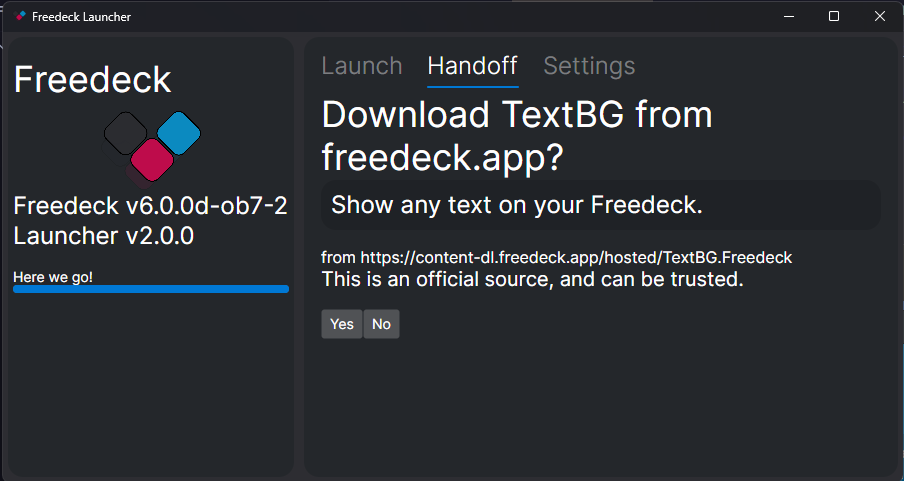 Freedeck Launcher
Freedeck
Freedeck v6.0.0d-ob7-2
Launcher v2.0.0
Here we go!
Launch Handoff Settings
Download TextBG from
freedeck.app?
Show any text on your Freedeck.
from https://content-dl.freedeck.app/hosted/TextBG.Freedeck
This is an official source, and can be trusted.
Yes No